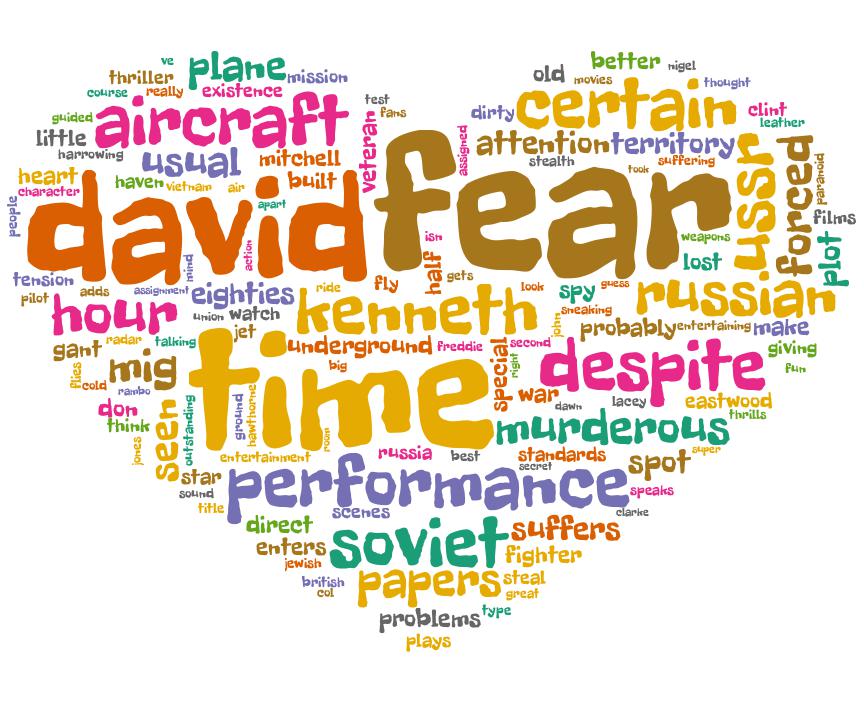 ve
plane
better
nigel
thriller
mission
old
movies
course
really
existence
thought
test
fans
certain
guided
aircraft
dirty
clint
leather
little
veteran
assigned
attention
territory
harrowing
usual
mitchell
stealth
suffering
heart
character
haven
vietnam
air
built
took
ussr
forced
paranoid
people
david
apart
fear
films
isn
weapons
action
plot
mind
lost
tension
half
gets
pilot
adds
assignment
eighties
ride
fly
look
spy
guess
russian
hour
union
watch
kenneth
sneaking
radar
talking
jet
john
probably
entertaining
make
gant
underground
freddie
second
giving
mig
time
big
special
right
despite
fun
flies
cold
rambo
don
outstanding
ground
hawthorne
war
dawn
lacey
eastwood
thrills
think
seen
room
murderous
jones
entertainment
russia
best
standards
super
secret
spot
star
performance
speaks
sound
title
scenes
clarke
direct
soviet
suffers
enters
fighter
jewish
british
col
papers
steal
great
problems
type
plays